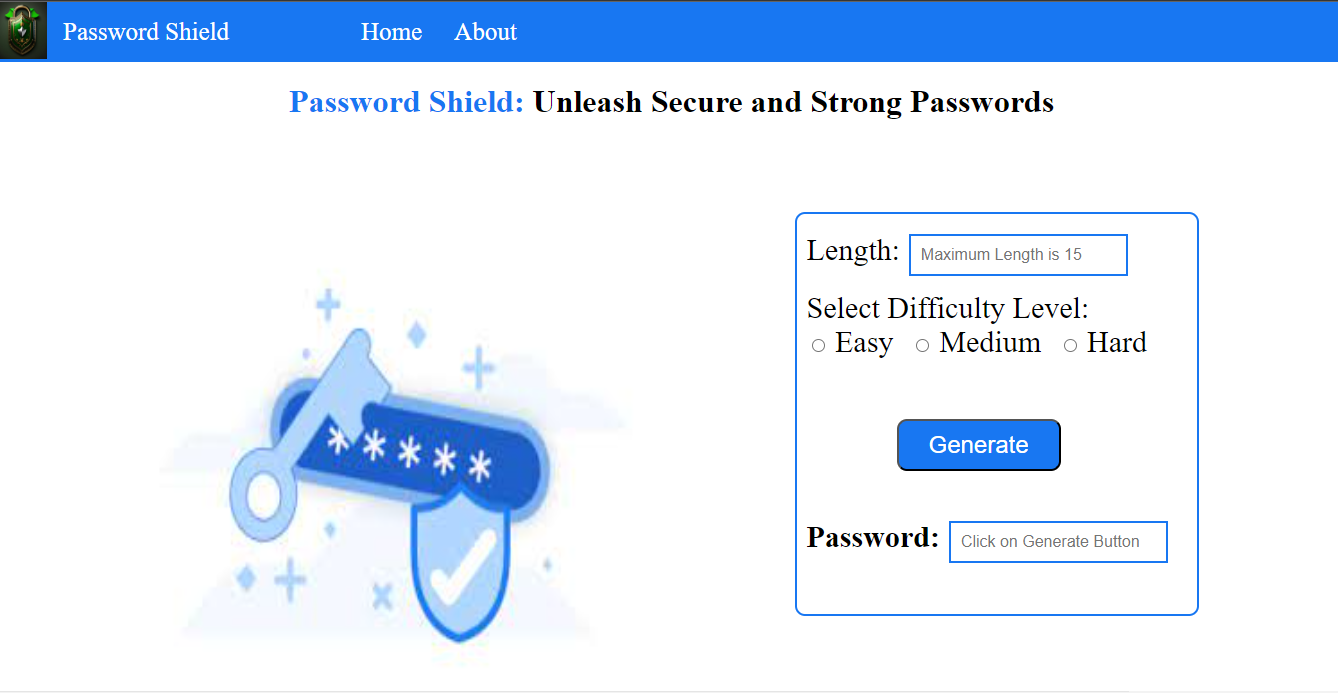 Password Shield Home About
Password Shield: Unleash Secure and Strong Passwords
Length: Maximum Length is 15
Select Difficulty Level:
Easy Medium Hard
* * * * *
Generate
Password: Click on Generate Button